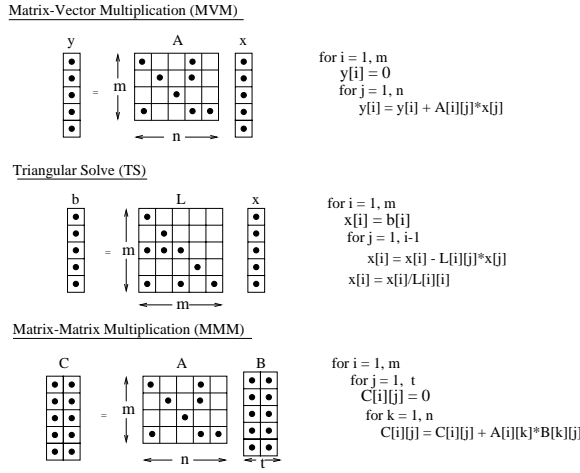 Matrix-Vector Multiplication (MVM)
y
A
x
=
m
n
for i = 1, m
y[i] = 0
for j = 1, n
y[i] = y[i] + A[i][j]*x[j]
Triangular Solve (TS)
b
L
x
=
m
m
for i = 1, m
x[i] = b[i]
for j = 1, i-1
x[i] = x[i] - L[i][j]*x[j]
x[i] = x[i]/L[i][i]
Matrix-Matrix Multiplication (MMM)
C
A
B
=
m
n
t
for i = 1, m
for j = 1, t
C[i][j] = 0
for k = 1, n
C[i][j] = C[i][j] + A[i][k]*B[k][j]